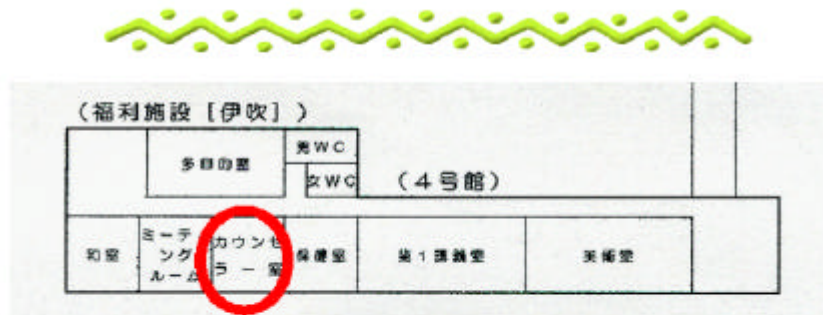 (福利施設[伊吹])
男WC
多目的室
女WC
(4号館)
和室
ミーテ
ィング
ルーム
カウンセ
ラー室
保健室
第1講義室
美術室